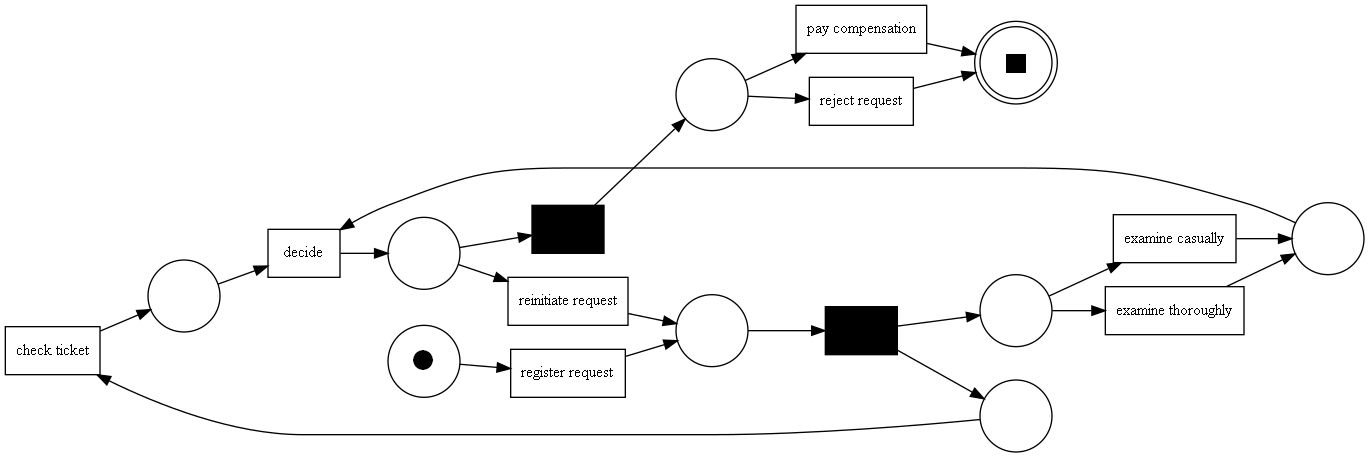 pay compensation
reject request
decide
examine casually
reinitiate request
examine thoroughly
check ticket
register request